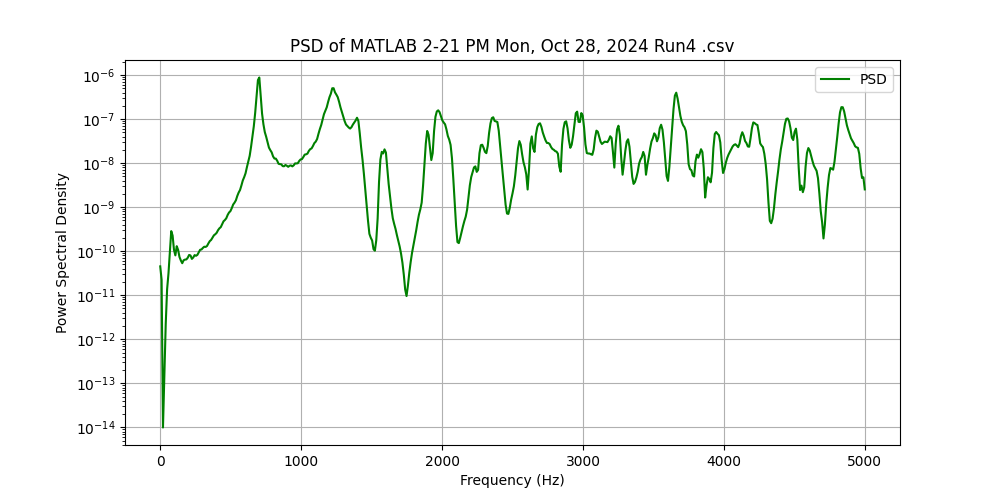 PSD of MATLAB 2-21 PM Mon, Oct 28, 2024 Run4 .csv
PSD
Power Spectral Density
10⁻⁶
10⁻⁷
10⁻⁸
10⁻⁹
10⁻¹⁰
10⁻¹¹
10⁻¹²
10⁻¹³
10⁻¹⁴
0 1000 2000 3000 4000 5000
Frequency (Hz)